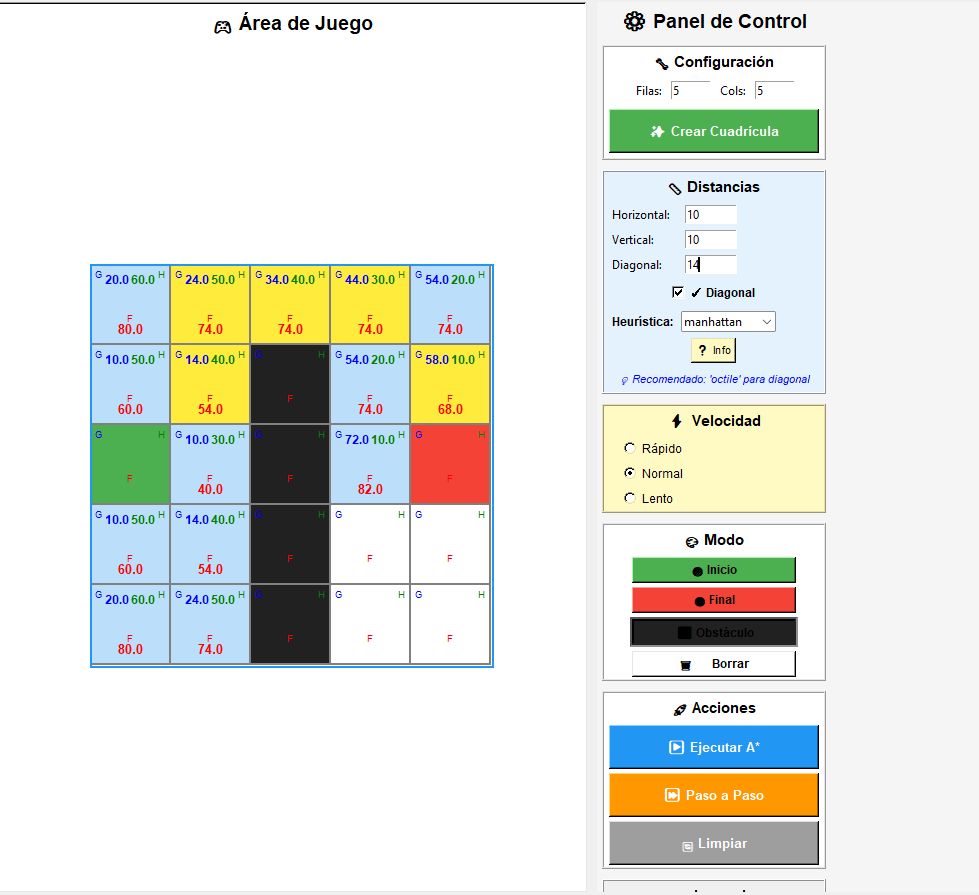 Área de Juego
G 20.0 60.0 H G 24.0 50.0 H G 34.0 40.0 H G 44.0 30.0 H G 54.0 20.0 H
F F F F F
80.0 74.0 74.0 74.0 74.0
G 10.0 50.0 H G 14.0 40.0 H G H G 54.0 20.0 H G 58.0 10.0 H
F F F F F
60.0 54.0 74.0 68.0
G H G 10.0 30.0 H G H G 72.0 10.0 H G H
F F F F F
40.0 82.0
G 10.0 50.0 H G 14.0 40.0 H G H G H G H
F F F F F
60.0 54.0
G 20.0 60.0 H G 24.0 50.0 H G H G H G H
F F F F F
80.0 74.0
Panel de Control
Configuración
Filas: 5 Cols: 5
Crear Cuadrícula
Distancias
Horizontal: 10
Vertical: 10
Diagonal: 14
✓ Diagonal
Heurística: manhattan
? Info
Recomendado: 'octile' para diagonal
Velocidad
Rápido
Normal
Lento
Modo
Inicio
Final
Obstáculo
Borrar
Acciones
Ejecutar A*
Paso a Paso
Limpiar